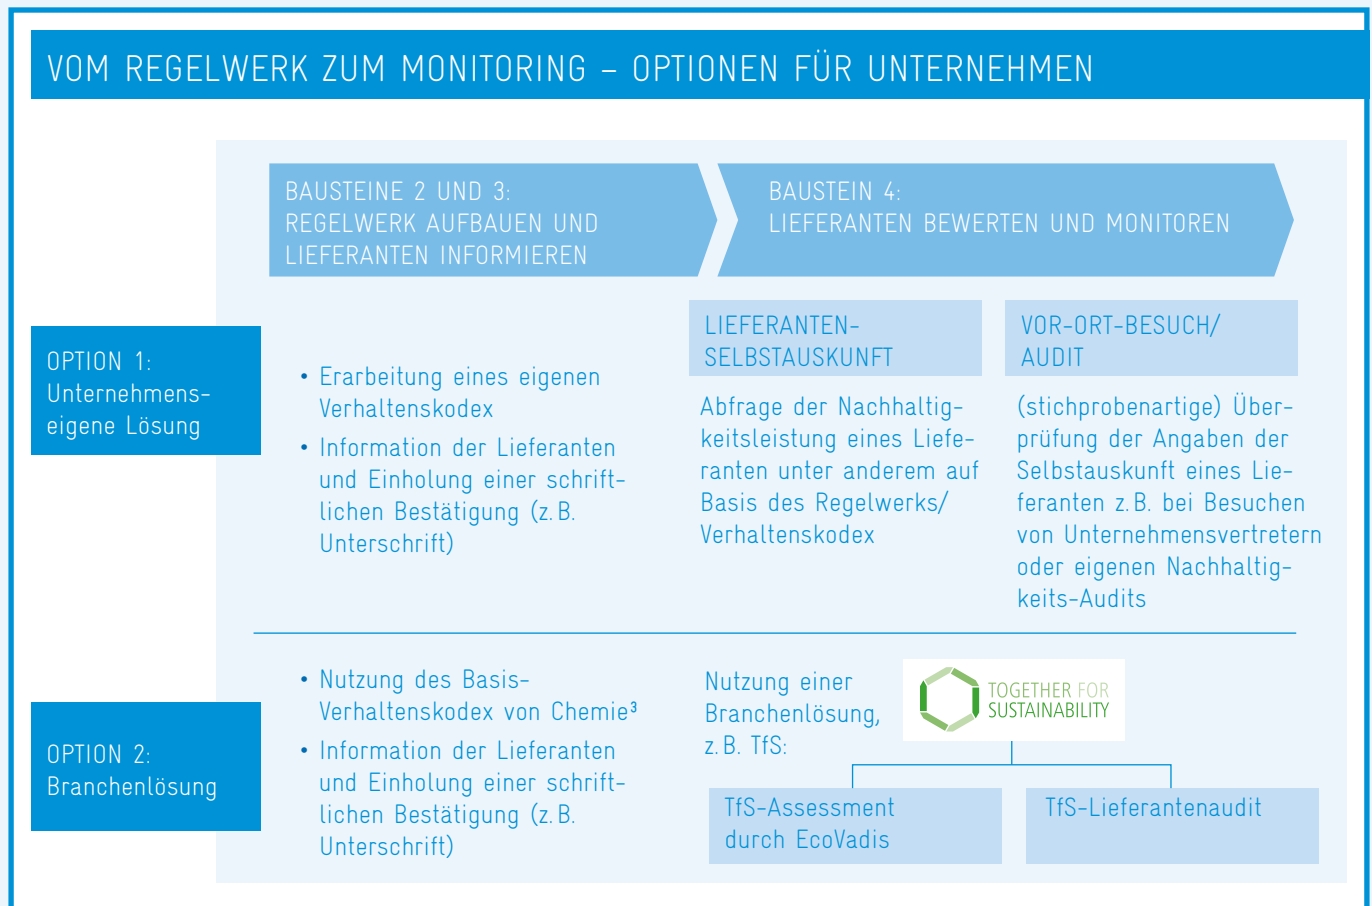 VOM REGELWERK ZUM MONITORING – OPTIONEN FÜR UNTERNEHMEN
BAUSTEINE 2 UND 3:
REGELWERK AUFBAUEN UND
LIEFERANTEN INFORMIEREN
BAUSTEIN 4:
LIEFERANTEN BEWERTEN UND MONITOREN
OPTION 1:
Unternehmens-
eigene Lösung
• Erarbeitung eines eigenen
Verhaltenskodex
• Information der Lieferanten
und Einholung einer schrift-
lichen Bestätigung (z. B.
Unterschrift)
LIEFERANTEN-
SELBSTAUSKUNFT
Abfrage der Nachhaltig-
keitsleistung eines Liefe-
ranten unter anderem auf
Basis des Regelwerks/
Verhaltenskodex
VOR-ORT-BESUCH/
AUDIT
(stichprobenartige) Über-
prüfung der Angaben der
Selbstauskunft eines Lie-
feranten z. B. bei Besuchen
von Unternehmensvertretern
oder eigenen Nachhaltig-
keits-Audits
OPTION 2:
Branchenlösung
• Nutzung des Basis-
Verhaltenskodex von Chemie³
• Information der Lieferanten
und Einholung einer schrift-
lichen Bestätigung (z. B.
Unterschrift)
Nutzung einer
Branchenlösung,
z. B. TfS:
TOGETHER FOR
SUSTAINABILITY
TfS-Assessment
durch EcoVadis
TfS-Lieferantenaudit